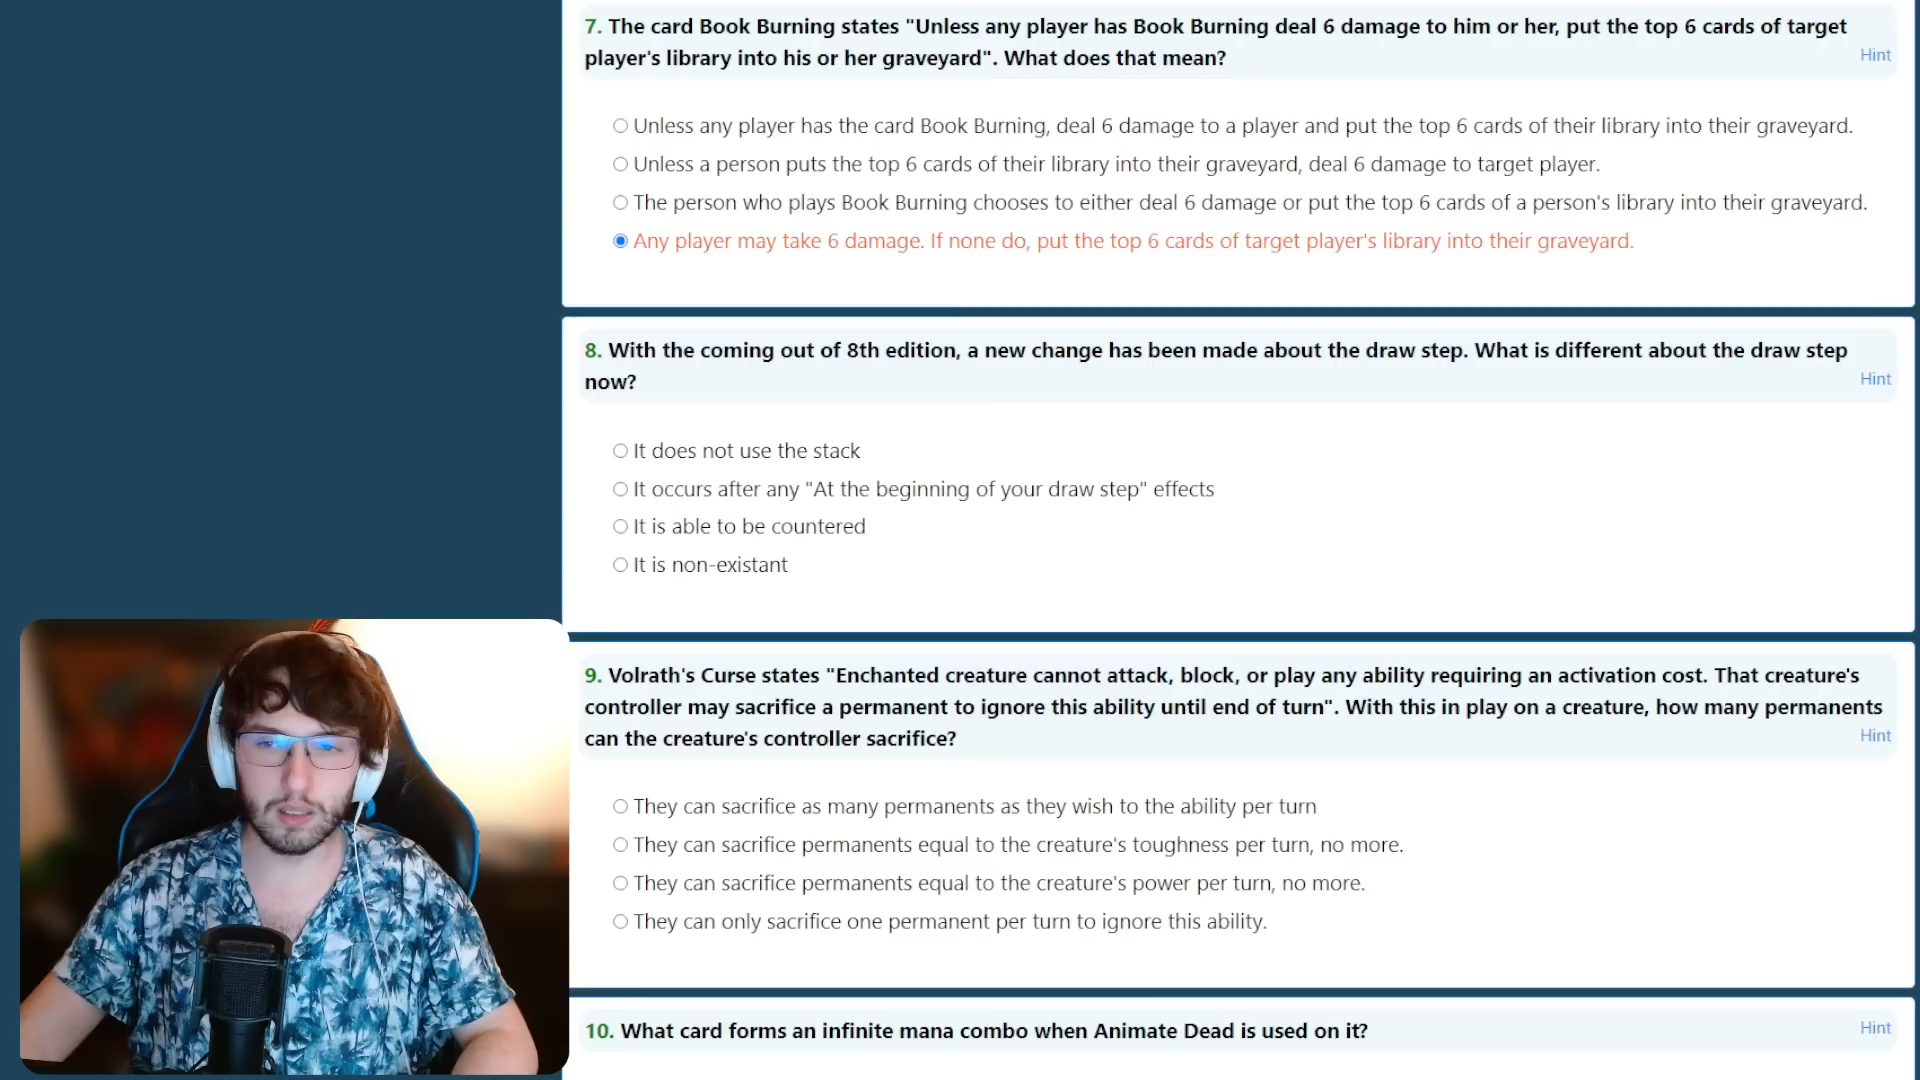 7. The card Book Burning states "Unless any player has Book Burning deal 6 damage to him or her, put the top 6 cards of target
player's library into his or her graveyard". What does that mean?
Hint
Unless any player has the card Book Burning, deal 6 damage to a player and put the top 6 cards of their library into their graveyard.
Unless a person puts the top 6 cards of their library into their graveyard, deal 6 damage to target player.
The person who plays Book Burning chooses to either deal 6 damage or put the top 6 cards of a person's library into their graveyard.
Any player may take 6 damage. If none do, put the top 6 cards of target player's library into their graveyard.
8. With the coming out of 8th edition, a new change has been made about the draw step. What is different about the draw step
now?
Hint
It does not use the stack
It occurs after any "At the beginning of your draw step" effects
It is able to be countered
It is non-existant
9. Volrath's Curse states "Enchanted creature cannot attack, block, or play any ability requiring an activation cost. That creature's
controller may sacrifice a permanent to ignore this ability until end of turn". With this in play on a creature, how many permanents
can the creature's controller sacrifice?
Hint
They can sacrifice as many permanents as they wish to the ability per turn
They can sacrifice permanents equal to the creature's toughness per turn, no more.
They can sacrifice permanents equal to the creature's power per turn, no more.
They can only sacrifice one permanent per turn to ignore this ability.
10. What card forms an infinite mana combo when Animate Dead is used on it?
Hint